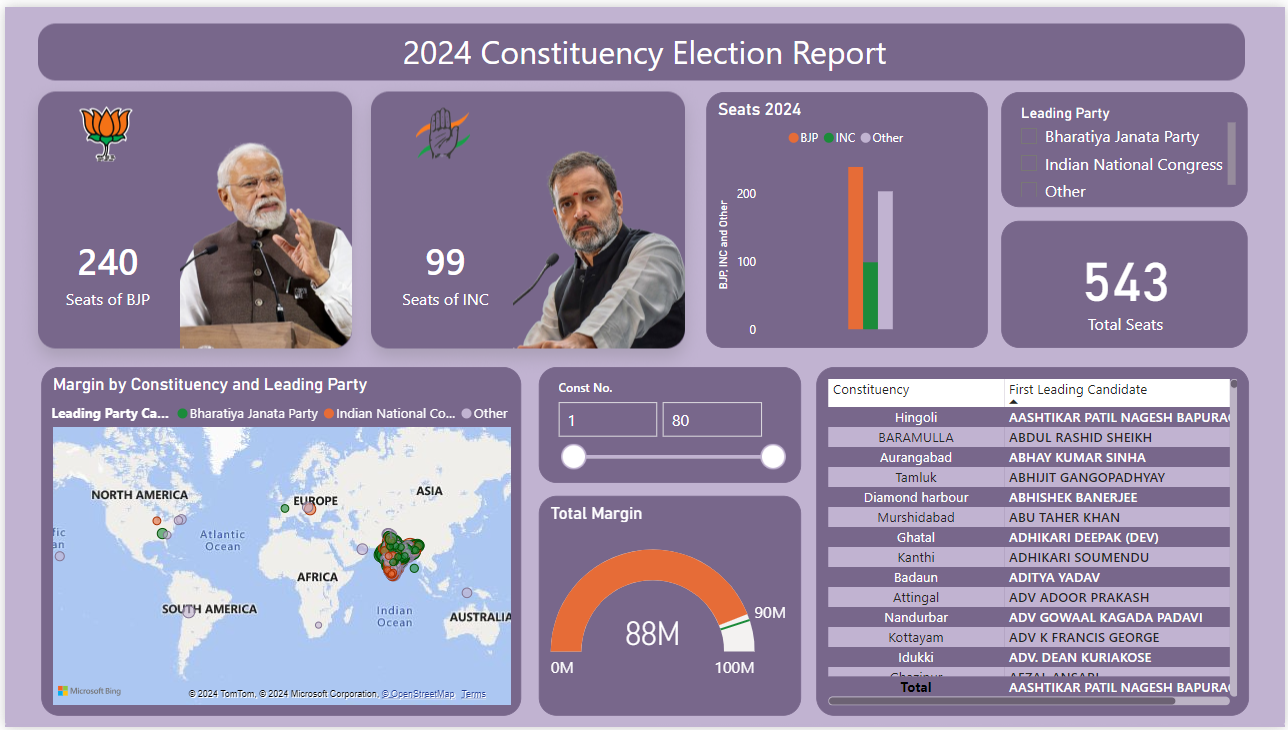 2024 Constituency Election Report
240
Seats of BJP
99
Seats of INC
Seats 2024
BJP INC Other
BJP, INC and Other
200
100
0
Leading Party
Bharatiya Janata Party
Indian National Congress
Other
543
Total Seats
Margin by Constituency and Leading Party
Leading Party Ca... Bharatiya Janata Party Indian National Co... Other
NORTH AMERICA
EUROPE
ASIA
Atlantic
Ocean
AFRICA
SOUTH AMERICA
Indian
Ocean
AUSTRALIA
Microsoft Bing
© 2024 TomTom, © 2024 Microsoft Corporation, © OpenStreetMap Terms
Const No.
1 80
Total Margin
90M
88M
0M 100M
Constituency First Leading Candidate
Hingoli AASHTIKAR PATIL NAGESH BAPURAO
BARAMULLA ABDUL RASHID SHEIKH
Aurangabad ABHAY KUMAR SINHA
Tamluk ABHIJIT GANGOPADHYAY
Diamond harbour ABHISHEK BANERJEE
Murshidabad ABU TAHER KHAN
Ghatal ADHIKARI DEEPAK (DEV)
Kanthi ADHIKARI SOUMENDU
Badaun ADITYA YADAV
Attingal ADV ADOOR PRAKASH
Nandurbar ADV GOWAAL KAGADA PADAVI
Kottayam ADV K FRANCIS GEORGE
Idukki ADV. DEAN KURIAKOSE
Total AASHTIKAR PATIL NAGESH BAPURAO